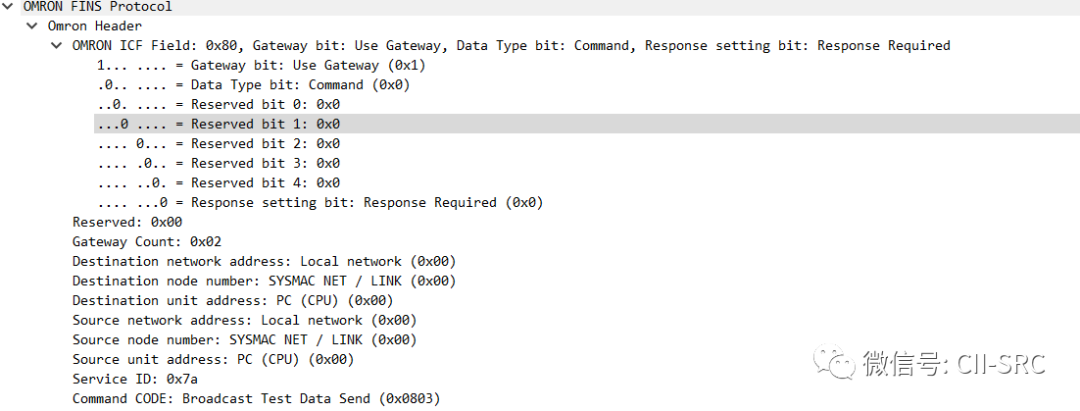 OMRON FINS Protocol
Omron Header
OMRON ICF Field: 0x80, Gateway bit: Use Gateway, Data Type bit: Command, Response setting bit: Response Required
1... .... = Gateway bit: Use Gateway (0x1)
.0.. .... = Data Type bit: Command (0x0)
..0. .... = Reserved bit 0: 0x0
...0 .... = Reserved bit 1: 0x0
.... 0... = Reserved bit 2: 0x0
.... .0.. = Reserved bit 3: 0x0
.... ..0. = Reserved bit 4: 0x0
.... ...0 = Response setting bit: Response Required (0x0)
Reserved: 0x00
Gateway Count: 0x02
Destination network address: Local network (0x00)
Destination node number: SYSMAC NET / LINK (0x00)
Destination unit address: PC (CPU) (0x00)
Source network address: Local network (0x00)
Source node number: SYSMAC NET / LINK (0x00)
Source unit address: PC (CPU) (0x00)
微信号: CII-SRC
Service ID: 0x7a
Command CODE: Broadcast Test Data Send (0x0803)